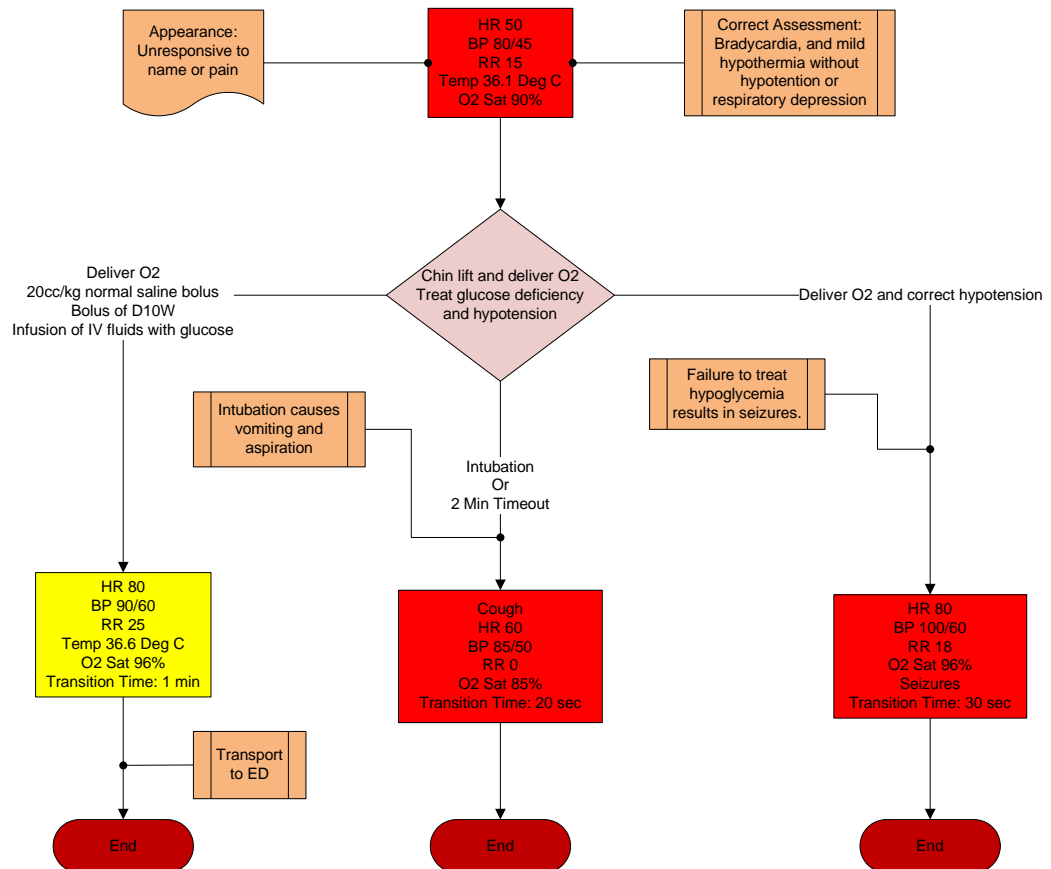 Appearance:
Unresponsive to
name or pain
HR 50
BP 80/45
RR 15
Temp 36.1 Deg C
O2 Sat 90%
Correct Assessment:
Bradycardia, and mild
hypothermia without
hypotention or
respiratory depression
Chin lift and deliver O2
Treat glucose deficiency
and hypotension
Deliver O2
20cc/kg normal saline bolus
Bolus of D10W
Infusion of IV fluids with glucose
Deliver O2 and correct hypotension
Intubation causes
vomiting and
aspiration
Failure to treat
hypoglycemia
results in seizures.
Intubation
Or
2 Min Timeout
HR 80
BP 90/60
RR 25
Temp 36.6 Deg C
O2 Sat 96%
Transition Time: 1 min
Cough
HR 60
BP 85/50
RR 0
O2 Sat 85%
Transition Time: 20 sec
HR 80
BP 100/60
RR 18
O2 Sat 96%
Seizures
Transition Time: 30 sec
Transport
to ED
End
End
End